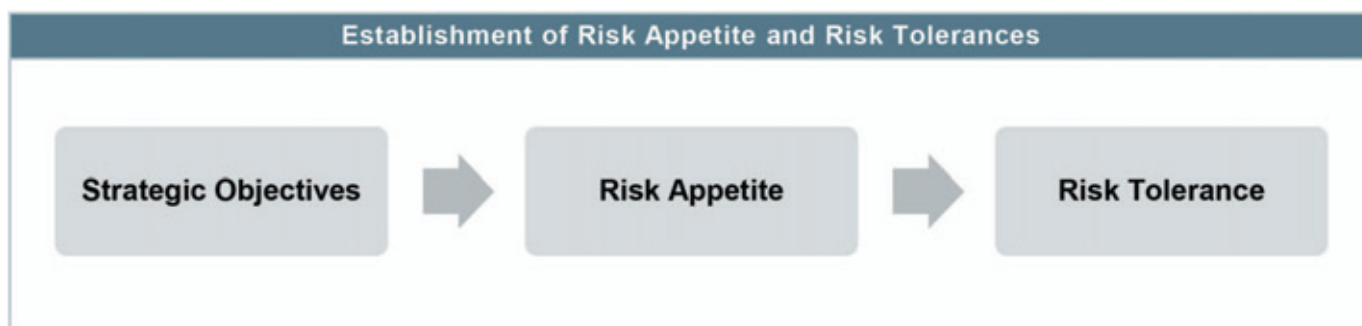 Establishment of Risk Appetite and Risk Tolerances
Strategic Objectives
Risk Appetite
Risk Tolerance